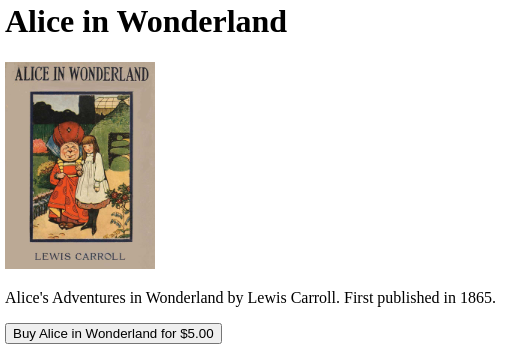 Alice in Wonderland
ALICE IN WONDERLAND
LEWIS CARROLL
Alice's Adventures in Wonderland by Lewis Carroll. First published in 1865.
Buy Alice in Wonderland for $5.00